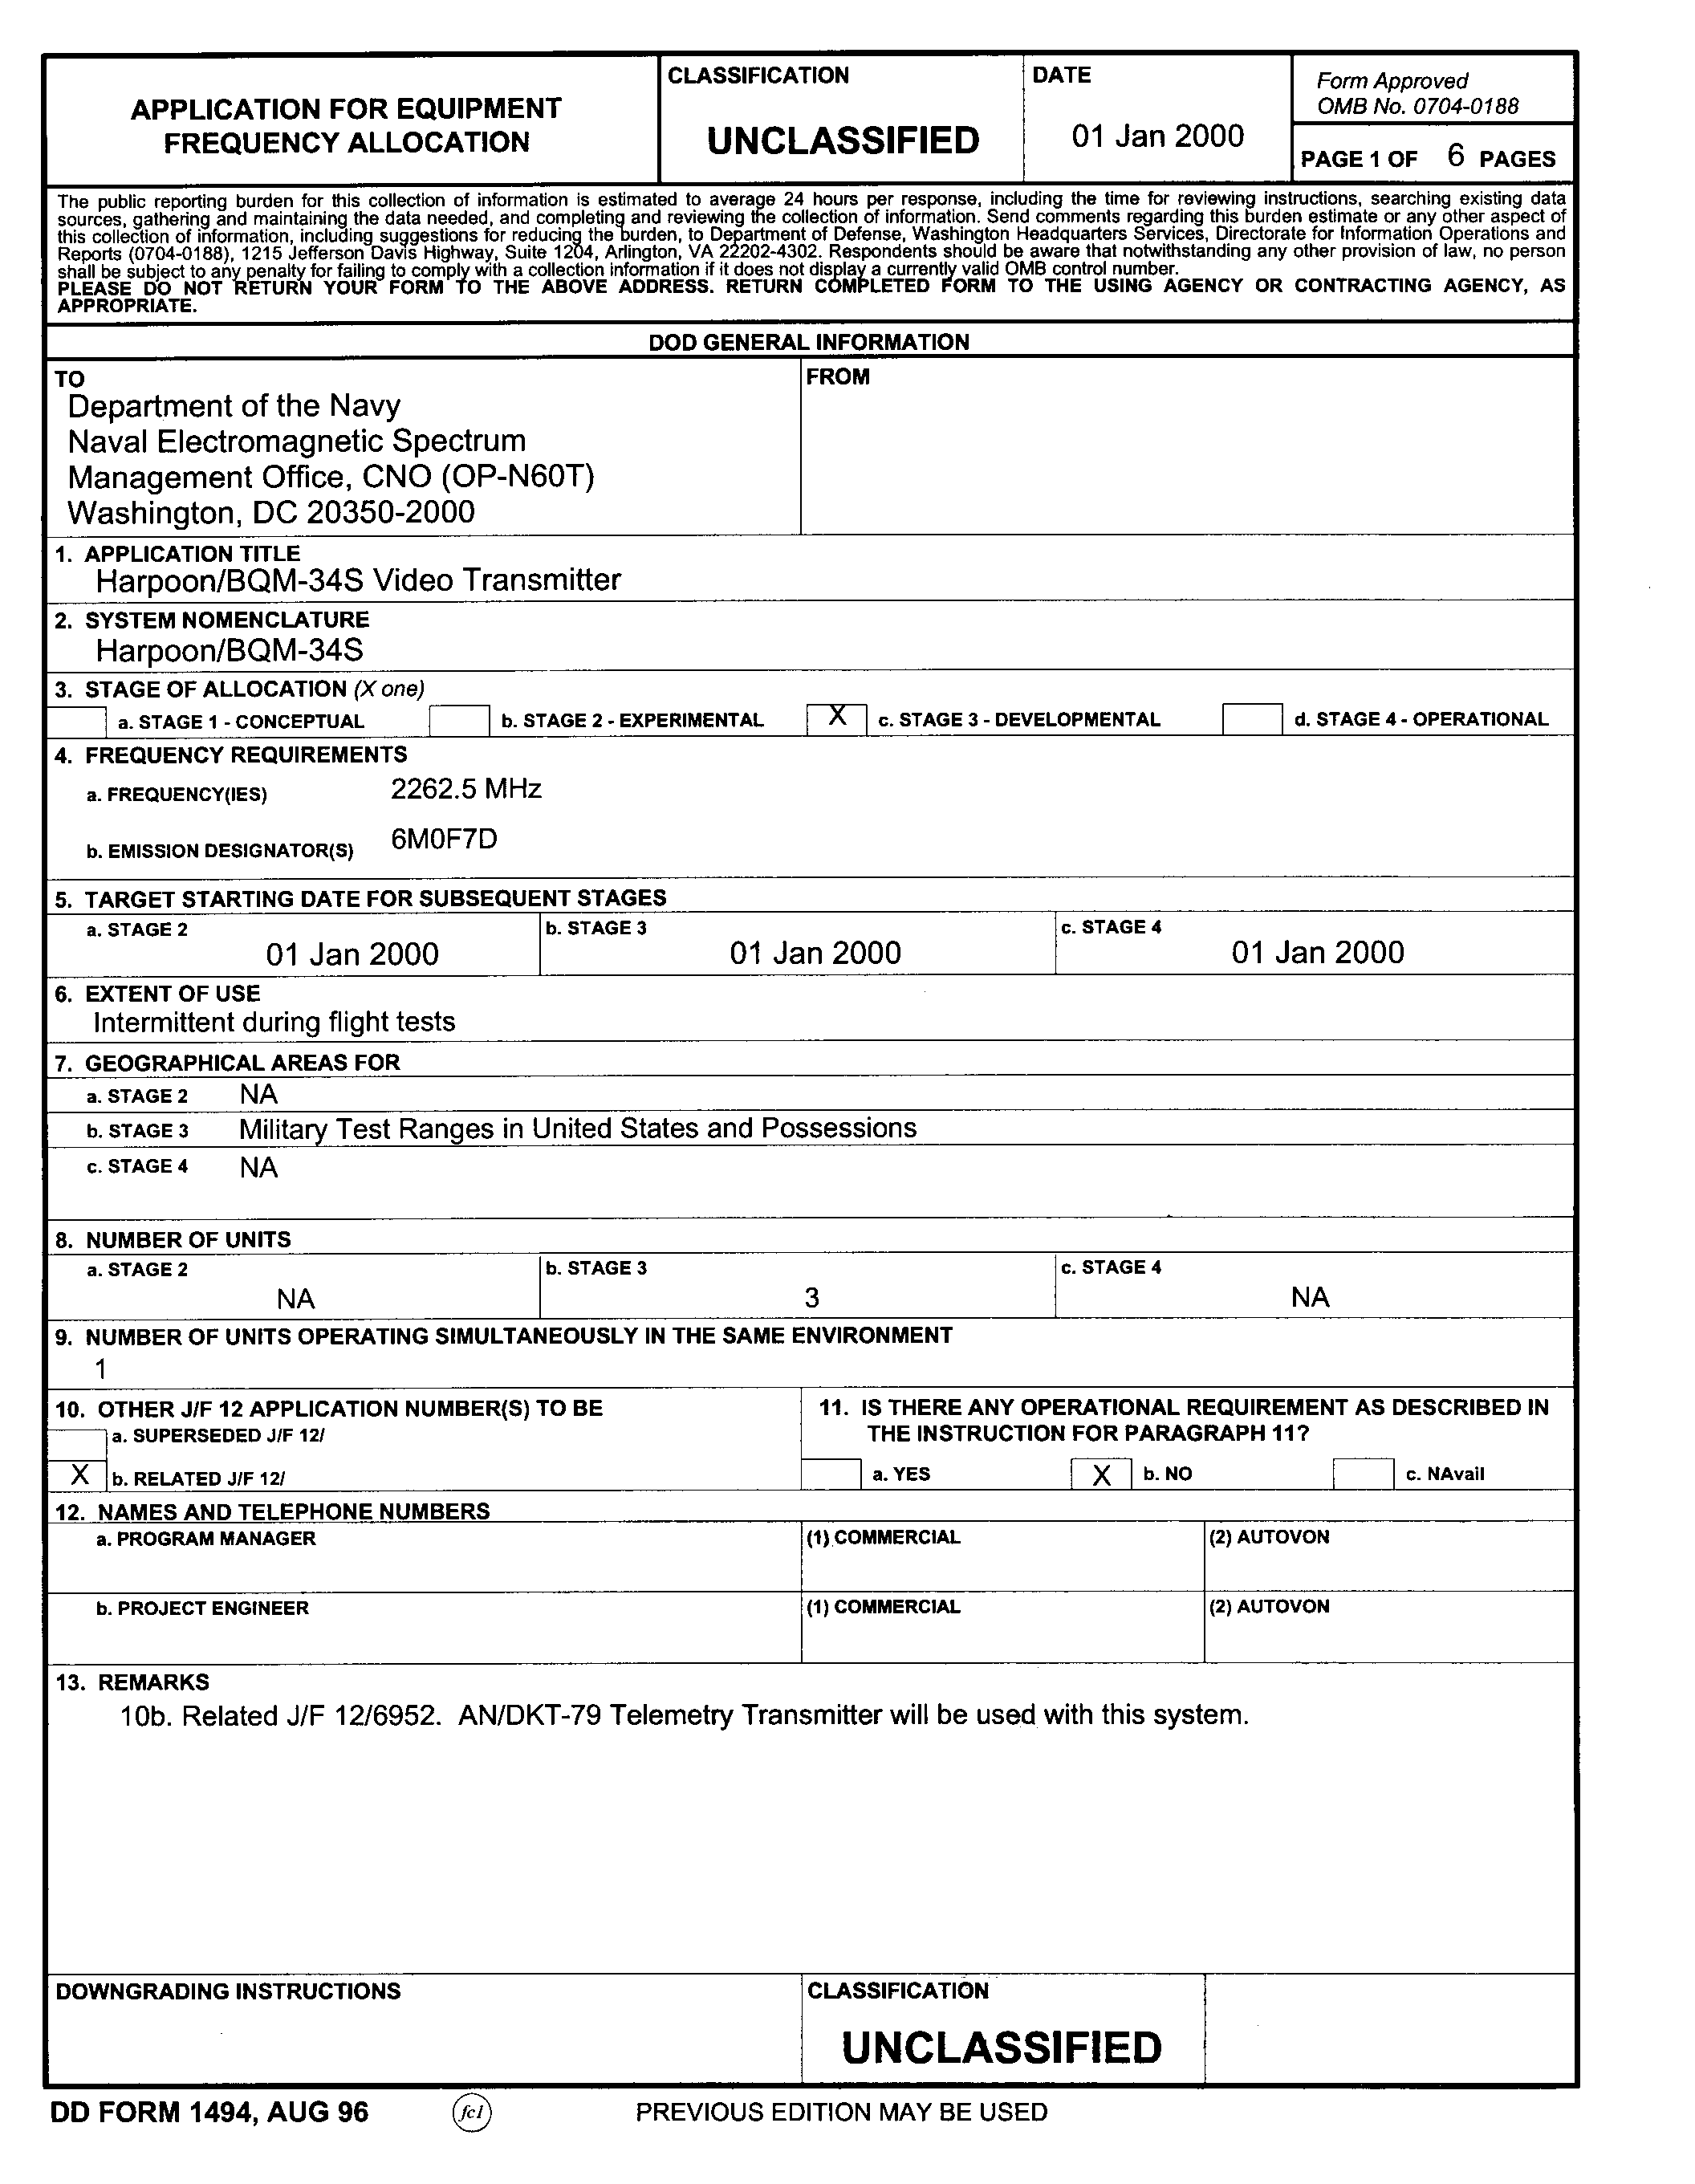 APPLICATION FOR EQUIPMENT
FREQUENCY ALLOCATION
CLASSIFICATION
UNCLASSIFIED
DATE
01 Jan 2000
Form Approved
OMB No. 0704-0188
PAGE 1 OF 6 PAGES
The public reporting burden for this collection of information is estimated to average 24 hours per response, including the time for reviewing instructions, searching existing data
sources, gathering and maintaining the data needed, and completing and reviewing the collection of information. Send comments regarding this burden estimate or any other aspect of
this collection of information, including suggestions for reducing the burden, to Department of Defense, Washington Headquarters Services, Directorate for Information Operations and
Reports (0704-0188), 1215 Jefferson Davis Highway, Suite 1204, Arlington, VA 22202-4302. Respondents should be aware that notwithstanding any other provision of law, no person
shall be subject to any penalty for failing to comply with a collection information if it does not display a currently valid OMB control number.
PLEASE DO NOT RETURN YOUR FORM TO THE ABOVE ADDRESS. RETURN COMPLETED FORM TO THE USING AGENCY OR CONTRACTING AGENCY, AS
APPROPRIATE.
DOD GENERAL INFORMATION
TO
Department of the Navy
Naval Electromagnetic Spectrum
Management Office, CNO (OP-N60T)
Washington, DC 20350-2000
FROM
1. APPLICATION TITLE
Harpoon/BQM-34S Video Transmitter
2. SYSTEM NOMENCLATURE
Harpoon/BQM-34S
3. STAGE OF ALLOCATION (X one)
a. STAGE 1 - CONCEPTUAL
b. STAGE 2 - EXPERIMENTAL
X c. STAGE 3 - DEVELOPMENTAL
d. STAGE 4 - OPERATIONAL
4. FREQUENCY REQUIREMENTS
a. FREQUENCY(IES) 2262.5 MHz
b. EMISSION DESIGNATOR(S) 6M0F7D
5. TARGET STARTING DATE FOR SUBSEQUENT STAGES
a. STAGE 2
01 Jan 2000
b. STAGE 3
01 Jan 2000
c. STAGE 4
01 Jan 2000
6. EXTENT OF USE
Intermittent during flight tests
7. GEOGRAPHICAL AREAS FOR
a. STAGE 2 NA
b. STAGE 3 Military Test Ranges in United States and Possessions
c. STAGE 4 NA
8. NUMBER OF UNITS
a. STAGE 2
NA
b. STAGE 3
3
c. STAGE 4
NA
9. NUMBER OF UNITS OPERATING SIMULTANEOUSLY IN THE SAME ENVIRONMENT
1
10. OTHER J/F 12 APPLICATION NUMBER(S) TO BE
a. SUPERSEDED J/F 12/
X b. RELATED J/F 12/
11. IS THERE ANY OPERATIONAL REQUIREMENT AS DESCRIBED IN
THE INSTRUCTION FOR PARAGRAPH 11?
a. YES
X b. NO
c. NAvail
12. NAMES AND TELEPHONE NUMBERS
a. PROGRAM MANAGER
(1) COMMERCIAL
(2) AUTOVON
b. PROJECT ENGINEER
(1) COMMERCIAL
(2) AUTOVON
13. REMARKS
10b. Related J/F 12/6952. AN/DKT-79 Telemetry Transmitter will be used with this system.
DOWNGRADING INSTRUCTIONS
CLASSIFICATION
UNCLASSIFIED
DD FORM 1494, AUG 96
fcl
PREVIOUS EDITION MAY BE USED